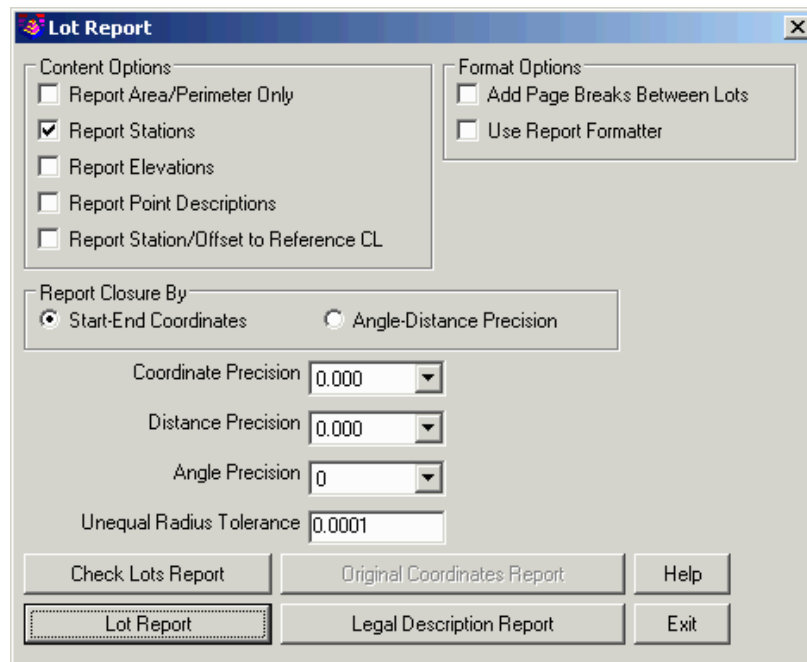 Lot Report
Content Options
Report Area/Perimeter Only
Report Stations
Report Elevations
Report Point Descriptions
Report Station/Offset to Reference CL
Format Options
Add Page Breaks Between Lots
Use Report Formatter
Report Closure By
Start-End Coordinates
Angle-Distance Precision
Coordinate Precision 0.000
Distance Precision 0.000
Angle Precision 0
Unequal Radius Tolerance 0.0001
Check Lots Report
Original Coordinates Report
Help
Lot Report
Legal Description Report
Exit